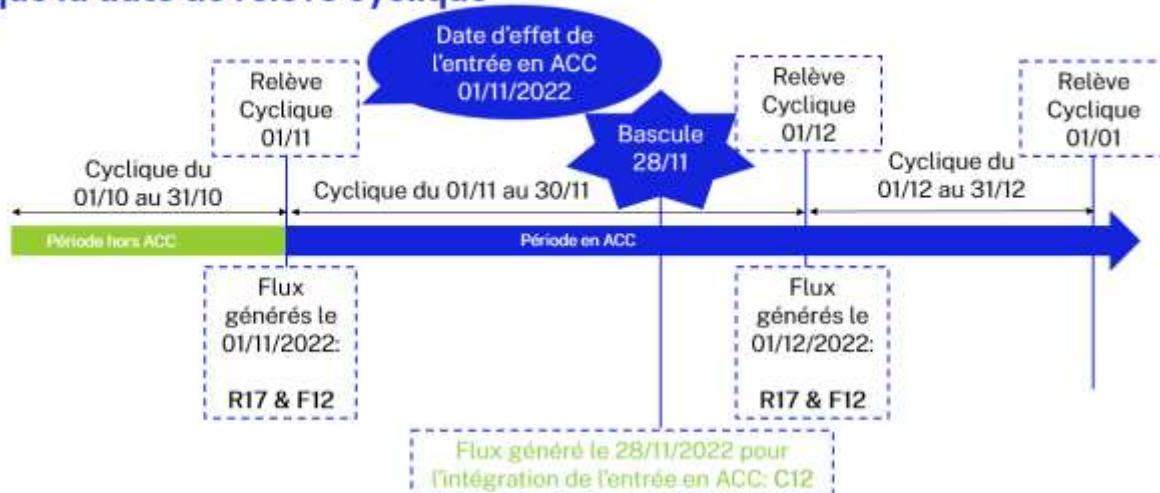 que la date de relève cyclique
Date d'effet de
l'entrée en ACC
01/11/2022
Relève
Cyclique
01/11
Bascule
28/11
Relève
Cyclique
01/12
Relève
Cyclique
01/01
Cyclique du
01/10 au 31/10
Cyclique du 01/11 au 30/11
Cyclique du
01/12 au 31/12
Période hors ACC
Période en ACC
Flux
générés le
01/11/2022:
R17 & F12
Flux
générés le
01/12/2022:
R17 & F12
Flux généré le 28/11/2022 pour
l'intégration de l'entrée en ACC: C12